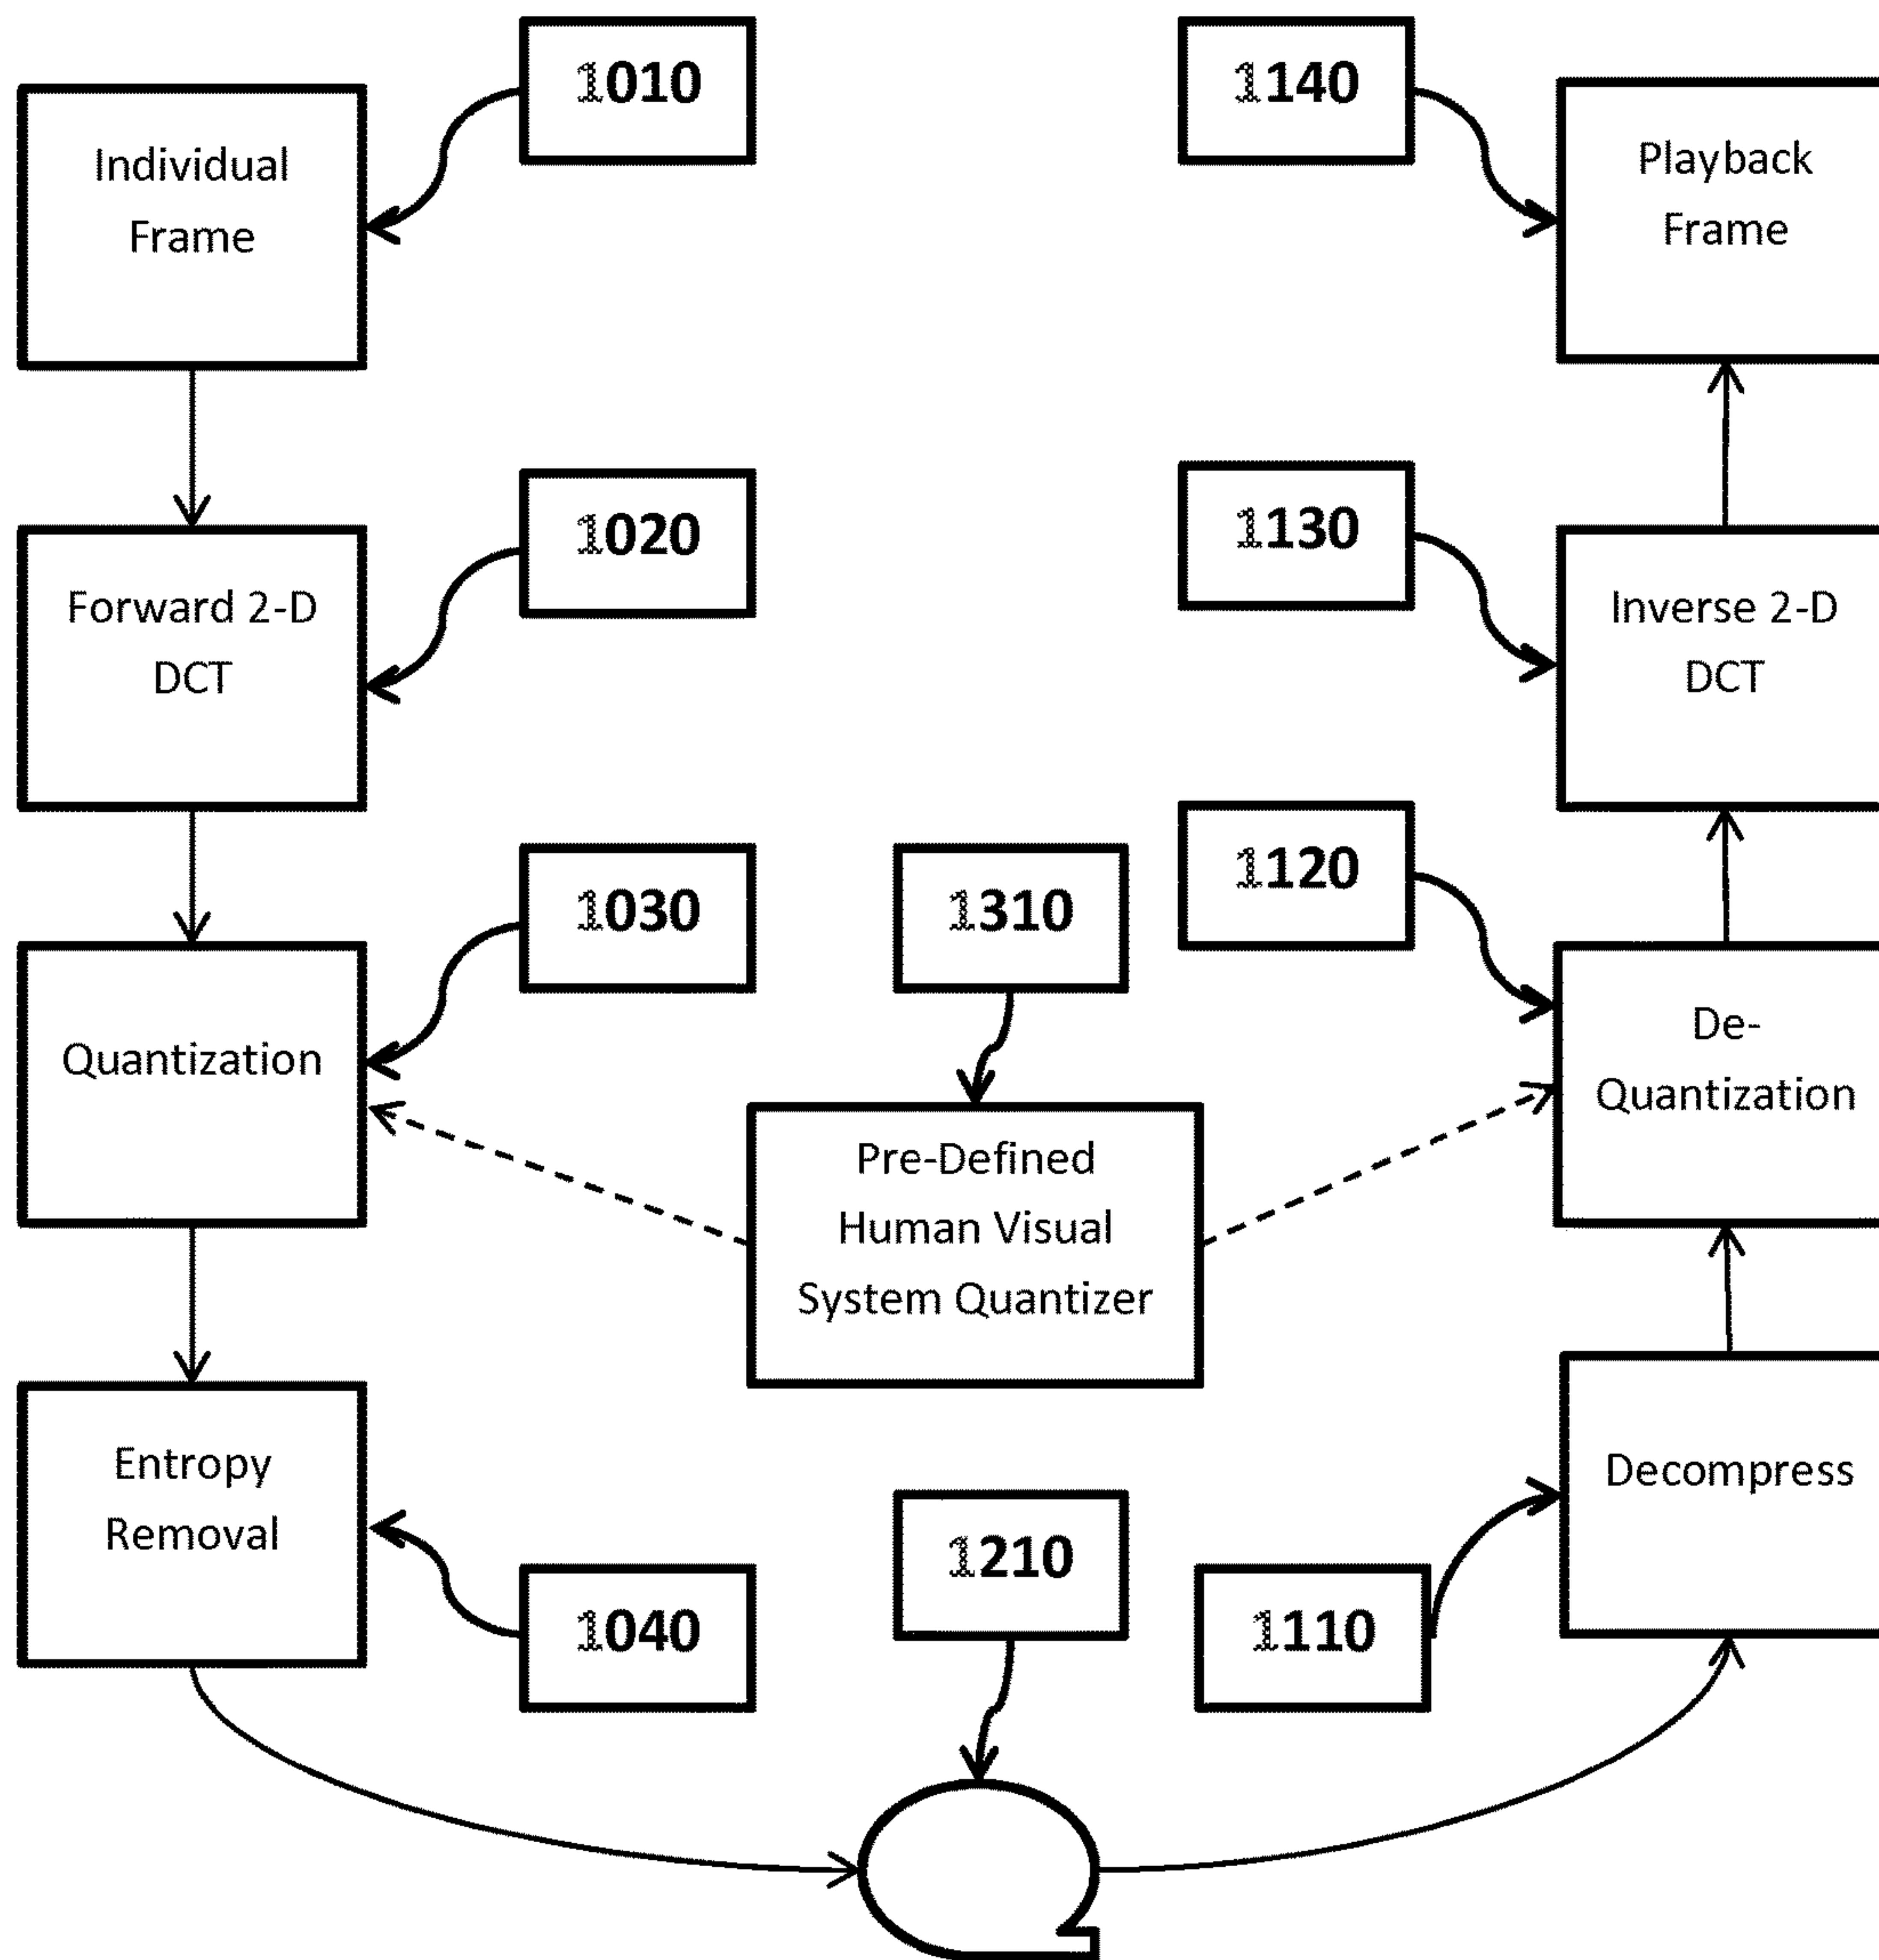 1010
Individual
Frame
1020
Forward 2-D
DCT
1030
Quantization
1040
Entropy
Removal
1310
Pre-Defined
Human Visual
System Quantizer
1210
1140
Playback
Frame
1130
Inverse 2-D
DCT
1120
De-
Quantization
1110
Decompress